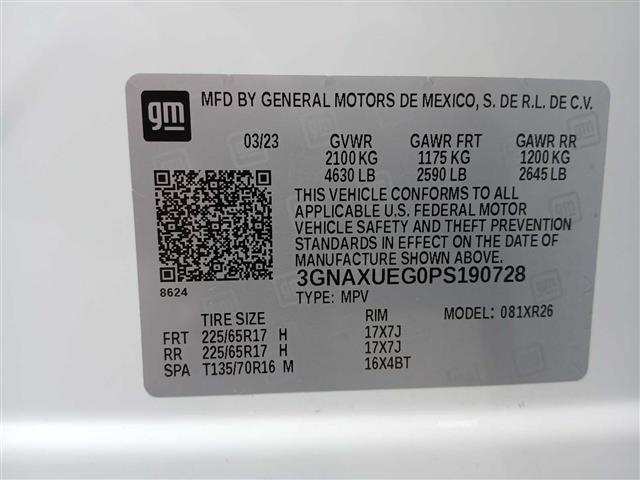 gm MFD BY GENERAL MOTORS DE MEXICO, S. DE R.L. DE C.V.
03/23 GVWR GAWR FRT GAWR RR
2100 KG 1175 KG 1200 KG
4630 LB 2590 LB 2645 LB
THIS VEHICLE CONFORMS TO ALL
APPLICABLE U.S. FEDERAL MOTOR
VEHICLE SAFETY AND THEFT PREVENTION
STANDARDS IN EFFECT ON THE DATE OF
MANUFACTURE SHOWN ABOVE.
8624 3GNAXUEG0PS190728
TYPE: MPV
TIRE SIZE RIM MODEL: 081XR26
FRT 225/65R17 H 17X7J
RR 225/65R17 H 17X7J
SPA T135/70R16 M 16X4BT